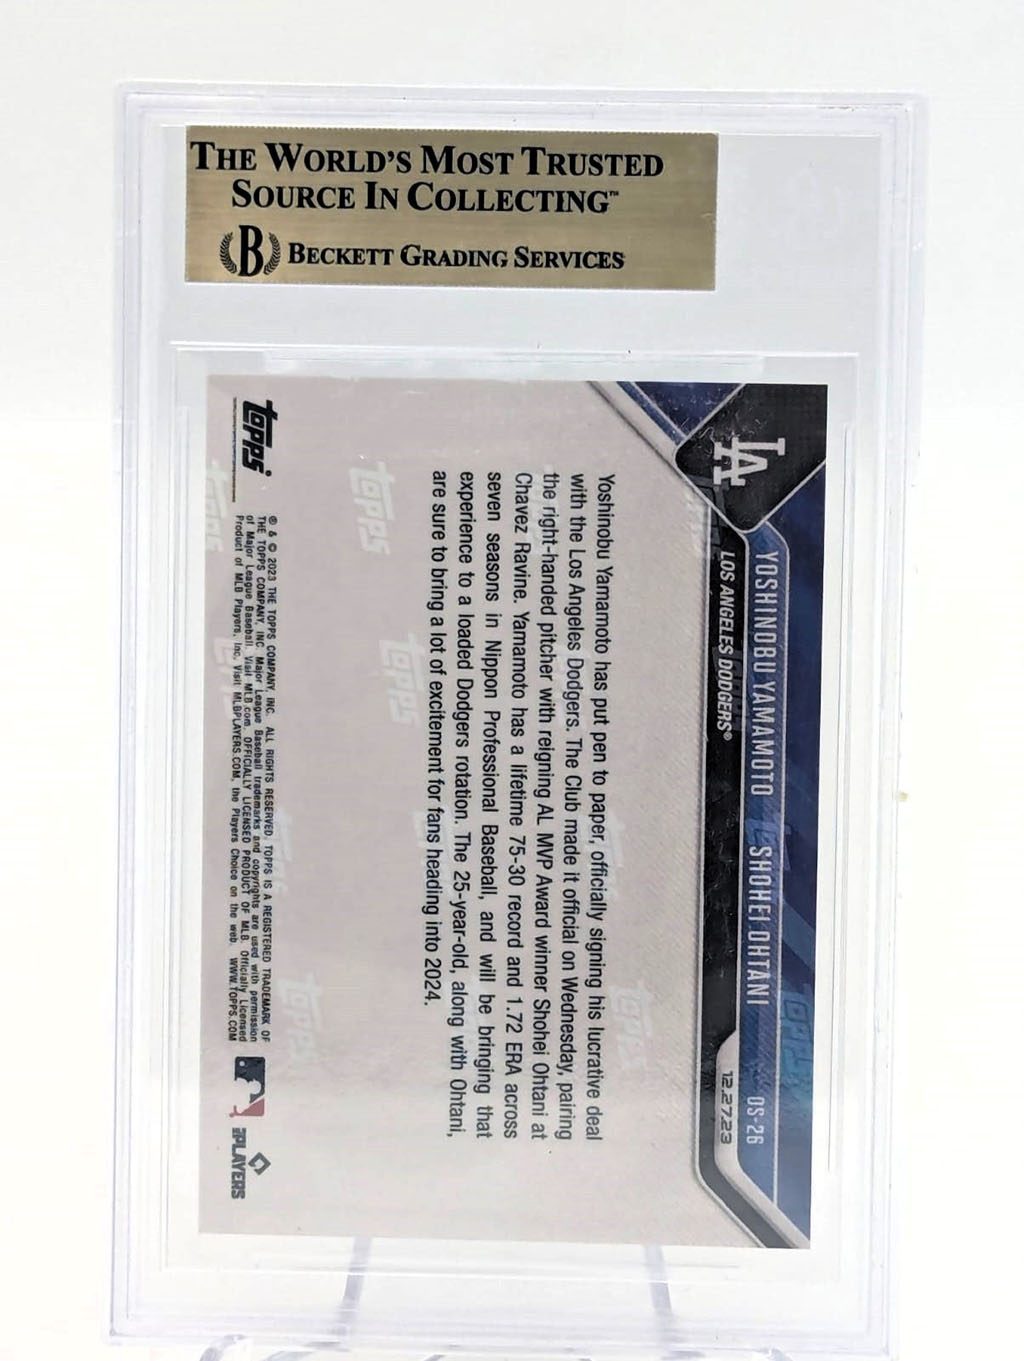 THE WORLD'S MOST TRUSTED
SOURCE IN COLLECTING™
B BECKETT GRADING SERVICES
LA
YOSHINOBU YAMAMOTO SHOHEI OHTANI OS-26
LOS ANGELES DODGERS® 12.27.23
Yoshinobu Yamamoto has put pen to paper, officially signing his lucrative deal
with the Los Angeles Dodgers. The Club made it official on Wednesday, pairing
the right-handed pitcher with reigning AL MVP Award winner Shohei Ohtani at
Chavez Ravine. Yamamoto has a lifetime 75-30 record and 1.72 ERA across
seven seasons in Nippon Professional Baseball, and will be bringing that
experience to a loaded Dodgers rotation. The 25-year-old, along with Ohtani,
are sure to bring a lot of excitement for fans heading into 2024.
topps
® & © 2023 THE TOPPS COMPANY, INC. ALL RIGHTS RESERVED. TOPPS IS A REGISTERED TRADEMARK OF
THE TOPPS COMPANY, INC. Major League Baseball trademarks and copyrights are used with permission
of Major League Baseball. Visit MLB.com. OFFICIALLY LICENSED PRODUCT OF MLB. Officially Licensed
Product of MLB Players, Inc. Visit MLBPLAYERS.COM, the Players Choice on the web. WWW.TOPPS.COM
PLAYERS
topps
topps
topps
topps
topps